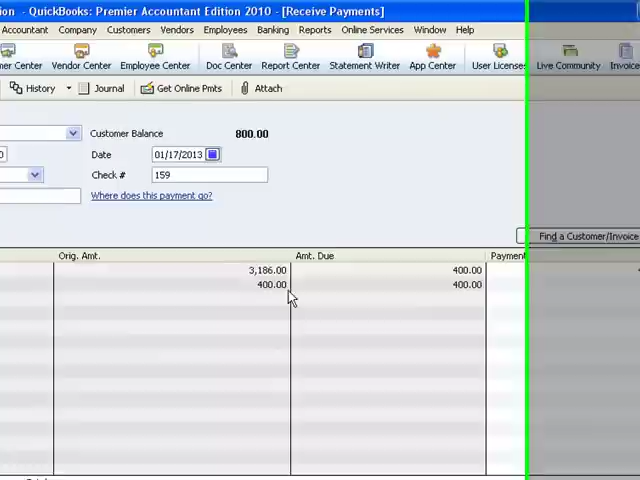 ion - QuickBooks: Premier Accountant Edition 2010 - [Receive Payments]
Accountant Company Customers Vendors Employees Banking Reports Online Services Window Help
mer Center Vendor Center Employee Center Doc Center Report Center Statement Writer App Center User Licenses Live Community Invoice
History Journal Get Online Pmts Attach
Customer Balance 800.00
0 Date 01/17/2013
Check # 159
Where does this payment go?
Find a Customer/Invoice
Orig. Amt. Amt. Due Payment
3,186.00 400.00
400.00 400.00